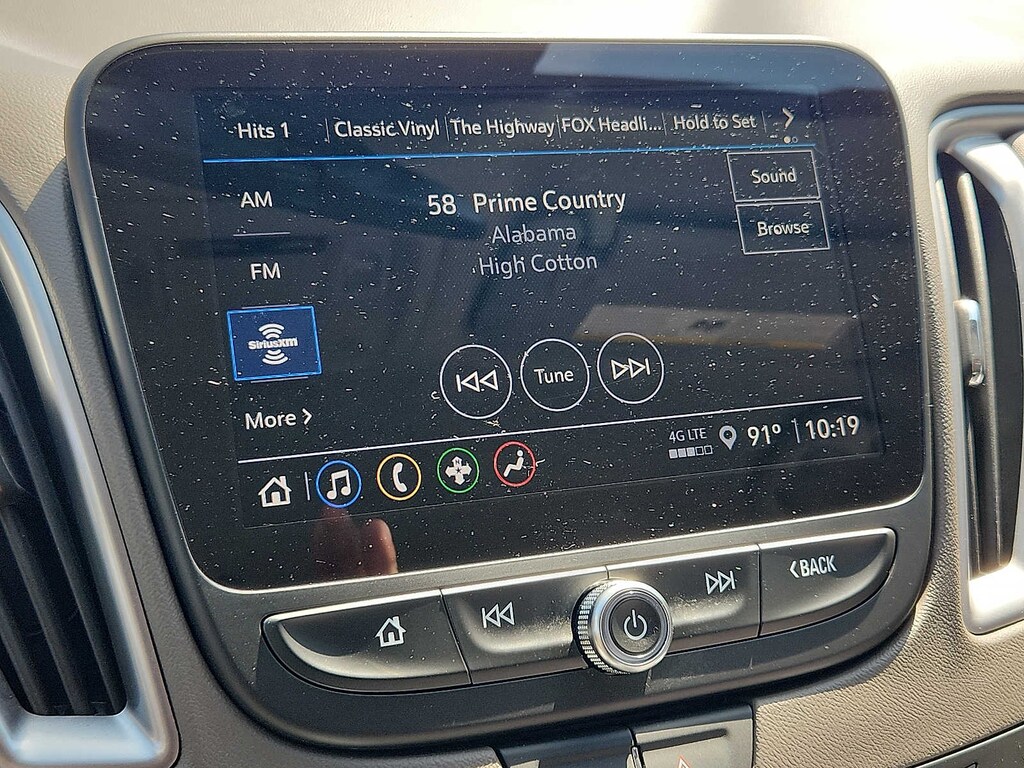 Hits 1 Classic Vinyl The Highway FOX Headli... Hold to Set
AM
58 Prime Country
Sound
Alabama
Browse
FM
High Cotton
SiriusXM
Tune
More
4G LTE
91° 10:19
BACK